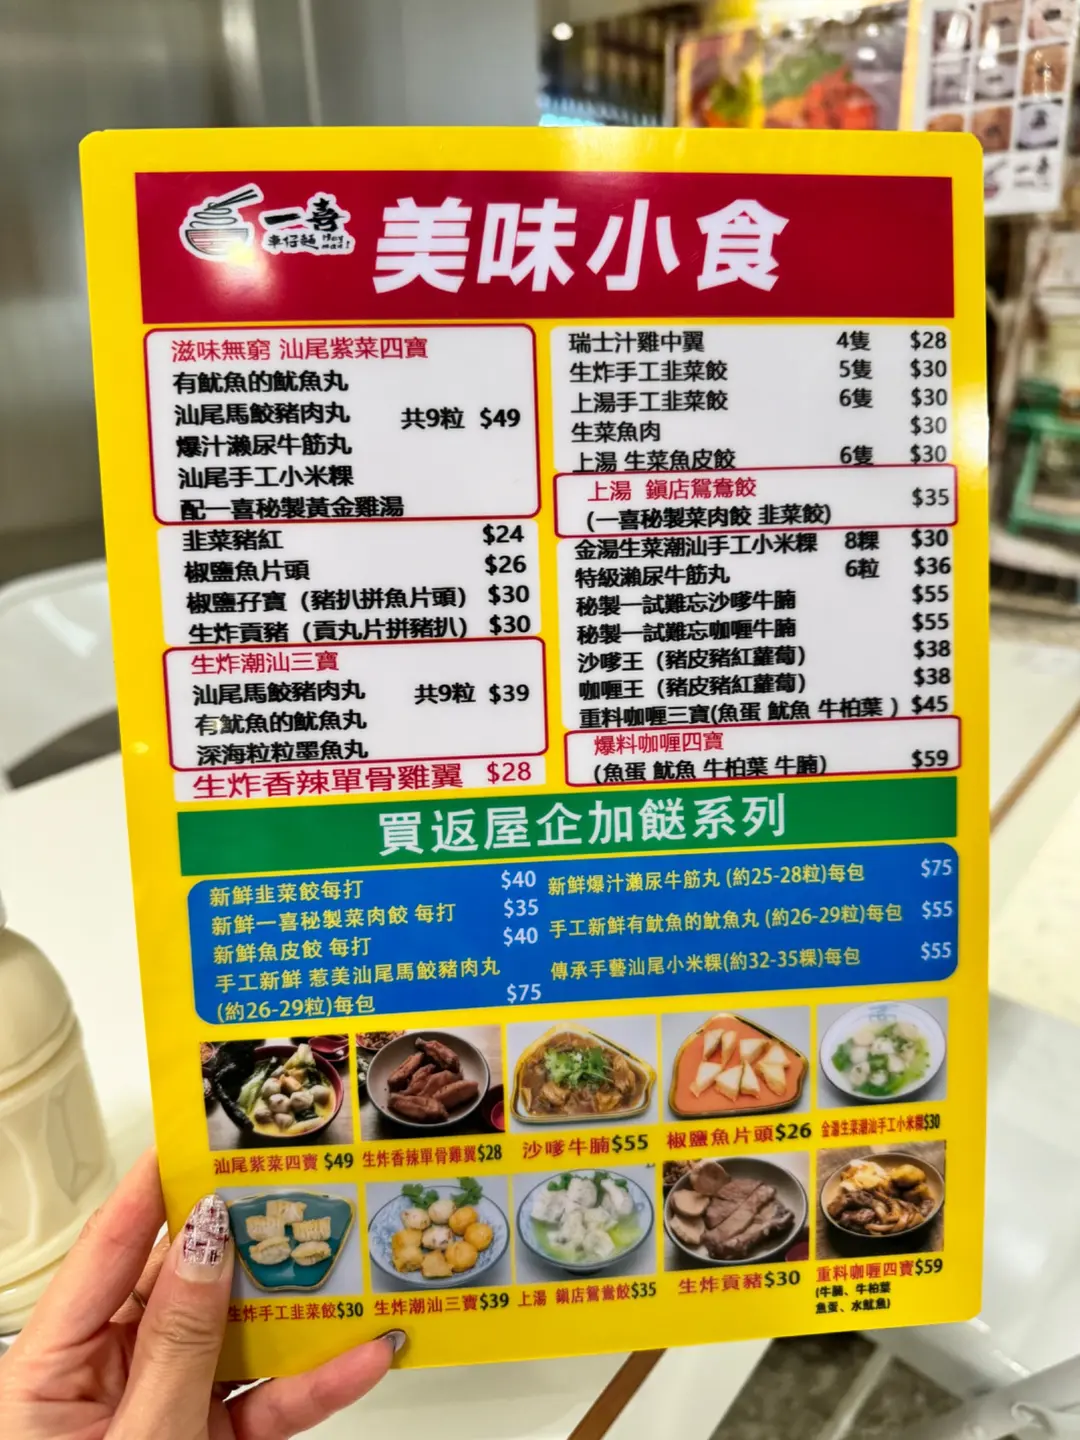 一喜
車仔麵
美味小食
滋味無窮 汕尾紫菜四寶
有魷魚的魷魚丸
汕尾馬鮫豬肉丸 共9粒 $49
爆汁瀨尿牛筋丸
汕尾手工小米粿
配一喜秘製黃金雞湯
韭菜豬紅 $24
椒鹽魚片頭 $26
椒鹽孖寶（豬扒拼魚片頭） $30
生炸貢豬（貢丸片拼豬扒） $30
生炸潮汕三寶
汕尾馬鮫豬肉丸 共9粒 $39
有魷魚的魷魚丸
深海粒粒墨魚丸
生炸香辣單骨雞翼 $28
瑞士汁雞中翼 4隻 $28
生炸手工韭菜餃 5隻 $30
上湯手工韭菜餃 6隻 $30
生菜魚肉 $30
上湯 生菜魚皮餃 6隻 $30
上湯 鎭店鴛鴦餃 $35
(一喜秘製菜肉餃 韭菜餃)
金湯生菜潮汕手工小米粿 8粿 $30
特級瀨尿牛筋丸 6粒 $36
秘製一試難忘沙嗲牛腩 $55
秘製一試難忘咖喱牛腩 $55
沙嗲王（豬皮豬紅蘿蔔） $38
咖喱王（豬皮豬紅蘿蔔） $38
重料咖喱三寶(魚蛋 魷魚 牛柏葉 ) $45
爆料咖喱四寶
(魚蛋 魷魚 牛柏葉 牛腩) $59
買返屋企加餸系列
新鮮韭菜餃每打 $40
新鮮一喜秘製菜肉餃 每打 $35
新鮮魚皮餃 每打 $40
手工新鮮 惹美汕尾馬鮫豬肉丸
(約26-29粒)每包 $75
新鮮爆汁瀨尿牛筋丸 (約25-28粒)每包 $75
手工新鮮有魷魚的魷魚丸 (約26-29粒)每包 $55
傳承手藝汕尾小米粿(約32-35粿)每包 $55
汕尾紫菜四寶 $49
生炸香辣單骨雞翼$28
沙嗲牛腩$55
椒鹽魚片頭$26
金湯生菜潮汕手工小米粿$30
生炸手工韭菜餃$30
生炸潮汕三寶$39
上湯 鎭店鴛鴦餃$35
生炸貢豬$30
重料咖喱四寶$59
(牛腩、牛柏葉
魚蛋、水魷魚)